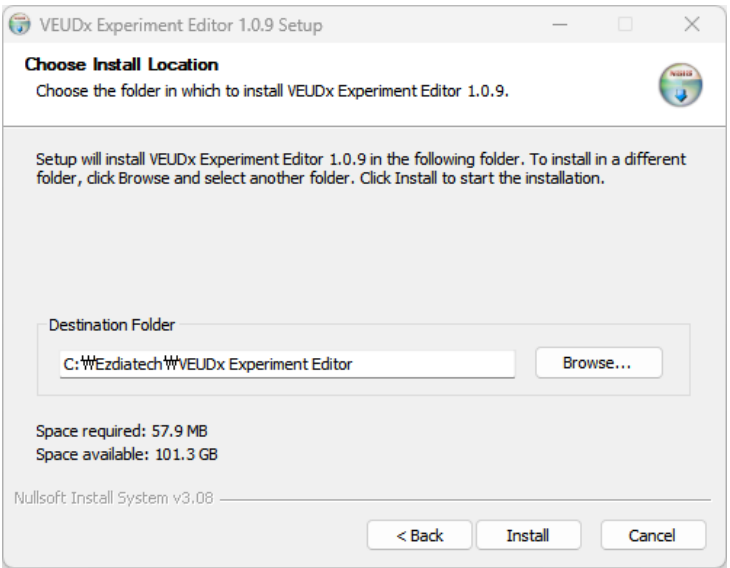 VEUDx Experiment Editor 1.0.9 Setup
Choose Install Location
Choose the folder in which to install VEUDx Experiment Editor 1.0.9.
NULLSOFT
Setup will install VEUDx Experiment Editor 1.0.9 in the following folder. To install in a different
folder, click Browse and select another folder. Click Install to start the installation.
Destination Folder
C:₩Ezdiatech₩VEUDx Experiment Editor
Browse...
Space required: 57.9 MB
Space available: 101.3 GB
Nullsoft Install System v3.08
< Back
Install
Cancel